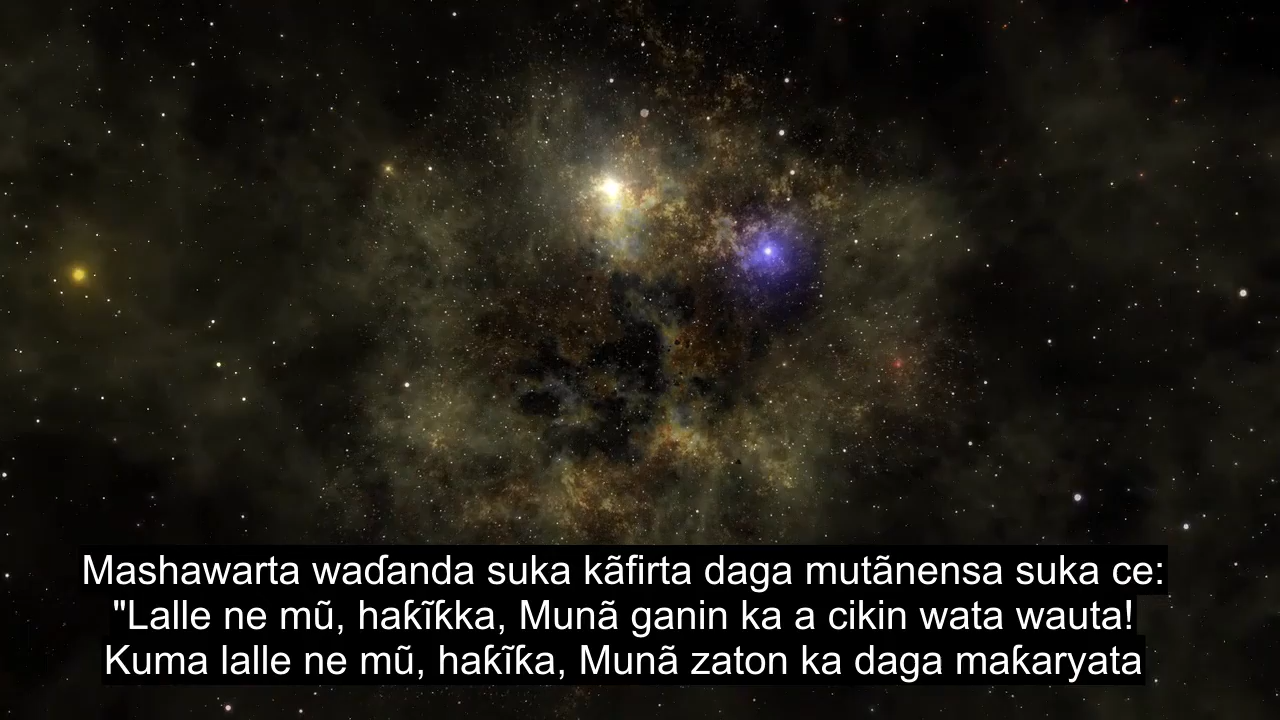 Mashawarta waɗanda suka kãfirta daga mutãnensa suka ce:
"Lalle ne mũ, haƙĩƙka, Munã ganin ka a cikin wata wauta!
Kuma lalle ne mũ, haƙĩƙa, Munã zaton ka daga maƙaryata